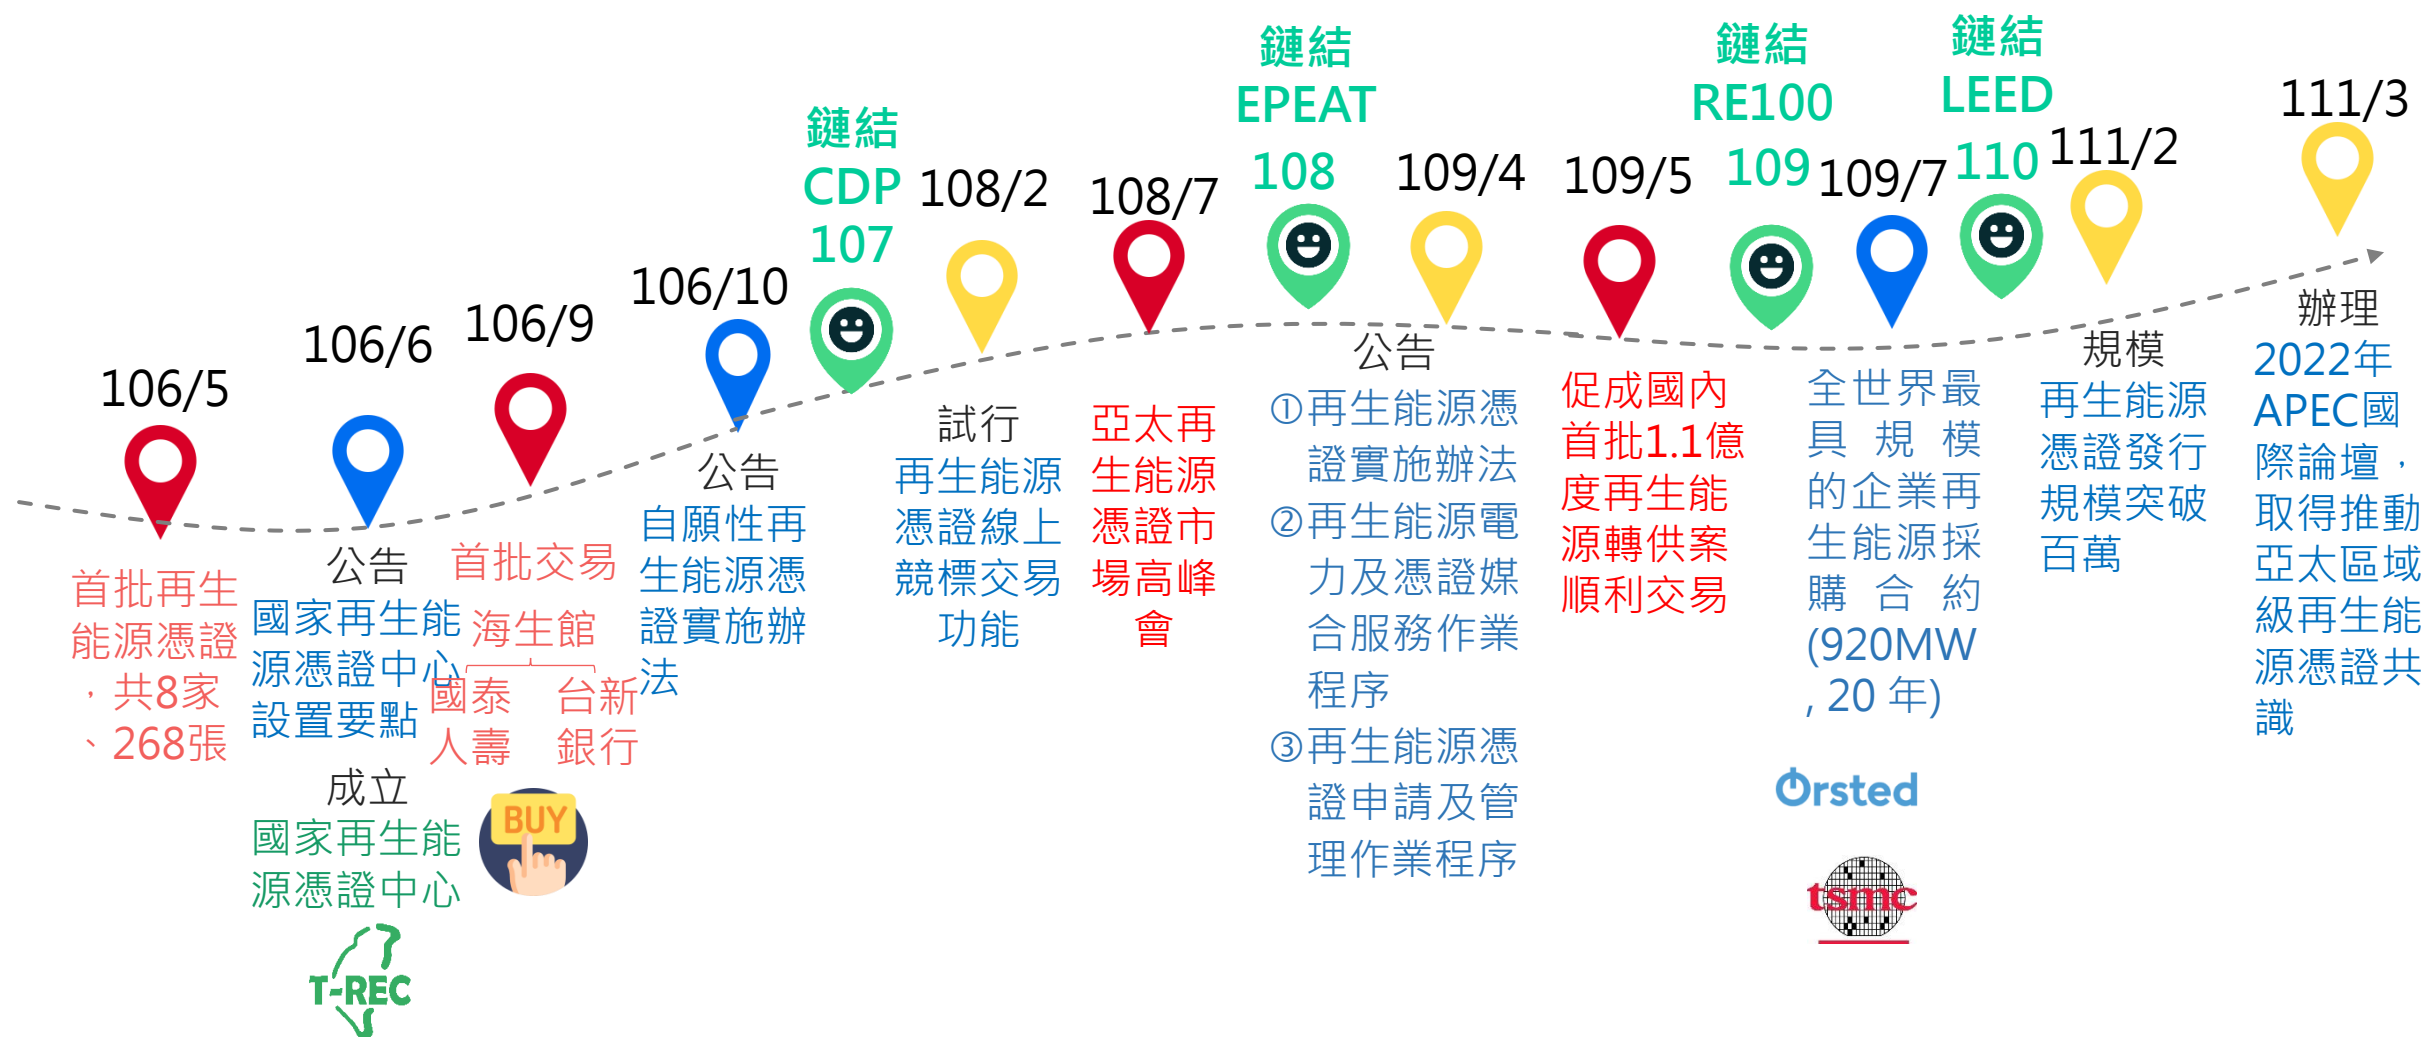 106/5
首批再生
能源憑證
，共8家
、268張
106/6
公告
國家再生能
源憑證中心
設置要點
成立
國家再生能
源憑證中心
T-REC
106/9
首批交易
海生館
國泰
人壽
台新
銀行
BUY
106/10
公告
自願性再
生能源憑
證實施辦
法
鏈結
CDP
107
108/2
試行
再生能源
憑證線上
競標交易
功能
108/7
亞太再
生能源
憑證市
場高峰
會
鏈結
EPEAT
108
109/4
公告
①再生能源憑
證實施辦法
②再生能源電
力及憑證媒
合服務作業
程序
③再生能源憑
證申請及管
理作業程序
109/5
促成國內
首批1.1億
度再生能
源轉供案
順利交易
鏈結
RE100
109
109/7
全世界最
具規模
的企業再
生能源採
購合約
(920MW
, 20 年)
Ørsted
tsmc
鏈結
LEED
110
111/2
規模
再生能源
憑證發行
規模突破
百萬
111/3
辦理
2022年
APEC國
際論壇，
取得推動
亞太區域
級再生能
源憑證共
識